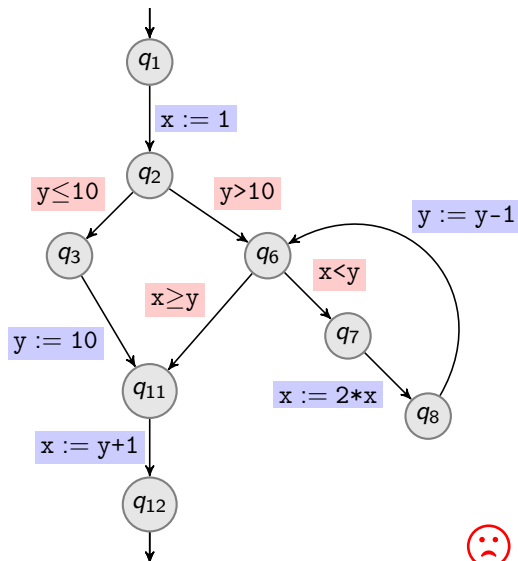 q1
x := 1
q2
y≤10
y>10
y := y-1
q3
q6
x<y
x≥y
q7
y := 10
q11
x := 2*x
q8
x := y+1
q12